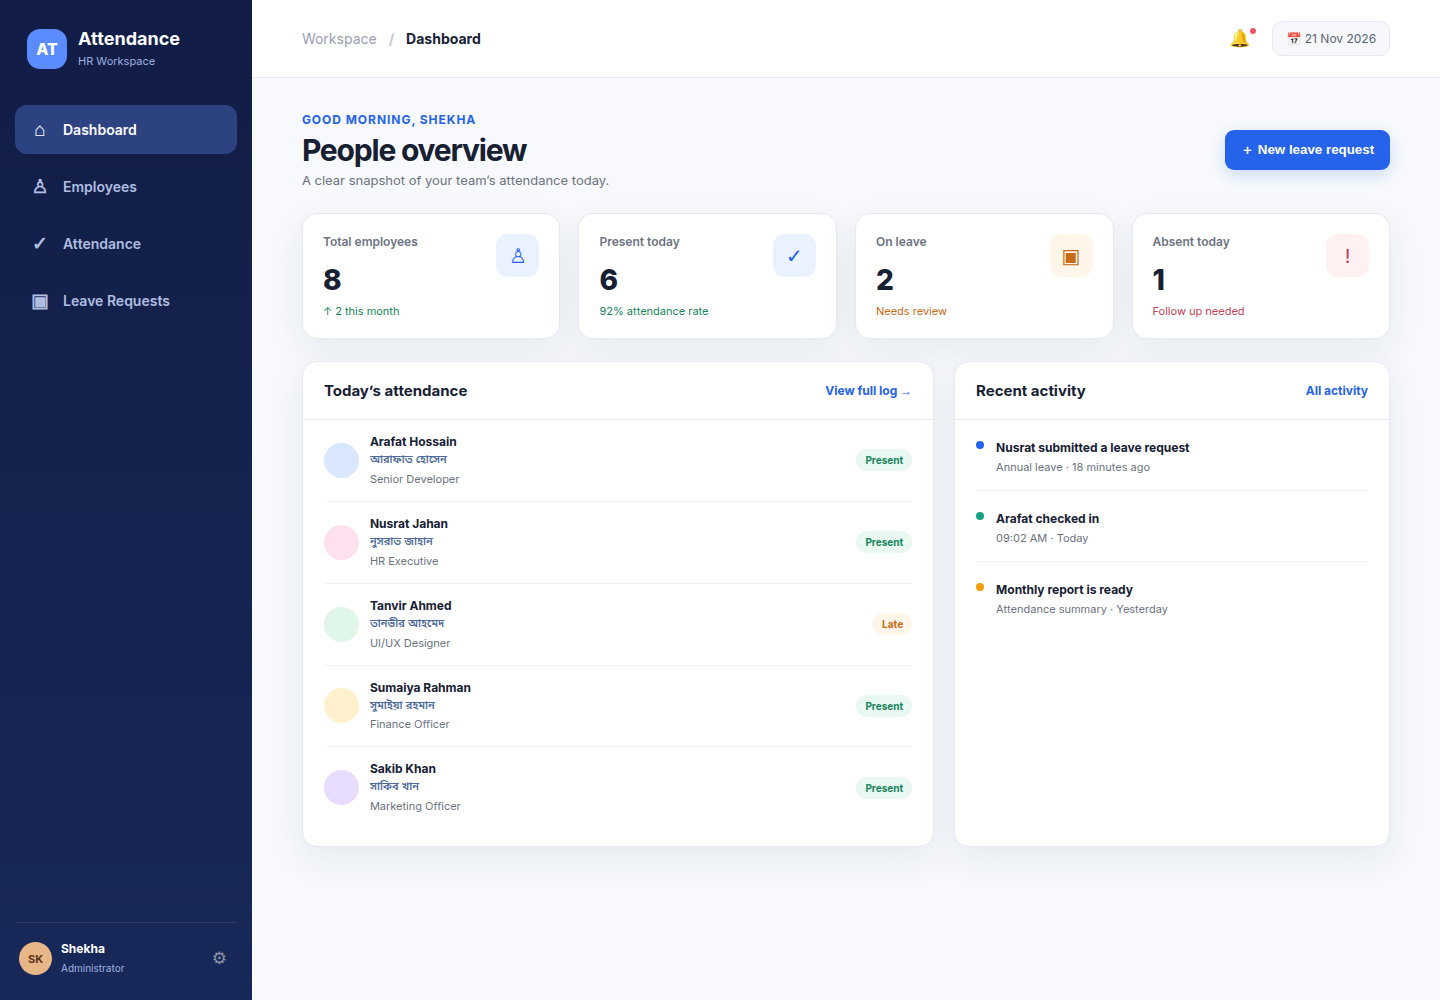 AT
Attendance
HR Workspace
Dashboard
Employees
Attendance
Leave Requests
SK
Shekha
Administrator
Workspace / Dashboard
21 Nov 2026
GOOD MORNING, SHEKHA
People overview
A clear snapshot of your team’s attendance today.
+ New leave request
Total employees
8
↑ 2 this month
Present today
6
92% attendance rate
On leave
2
Needs review
Absent today
!
1
Follow up needed
Today’s attendance
View full log →
Arafat Hossain
আরাফাত হোসেন
Senior Developer
Present
Nusrat Jahan
নুসরাত জাহান
HR Executive
Present
Tanvir Ahmed
তানভীর আহমেদ
UI/UX Designer
Late
Sumaiya Rahman
সুমাইয়া রহমান
Finance Officer
Present
Sakib Khan
সাকিব খান
Marketing Officer
Present
Recent activity
All activity
Nusrat submitted a leave request
Annual leave · 18 minutes ago
Arafat checked in
09:02 AM · Today
Monthly report is ready
Attendance summary · Yesterday